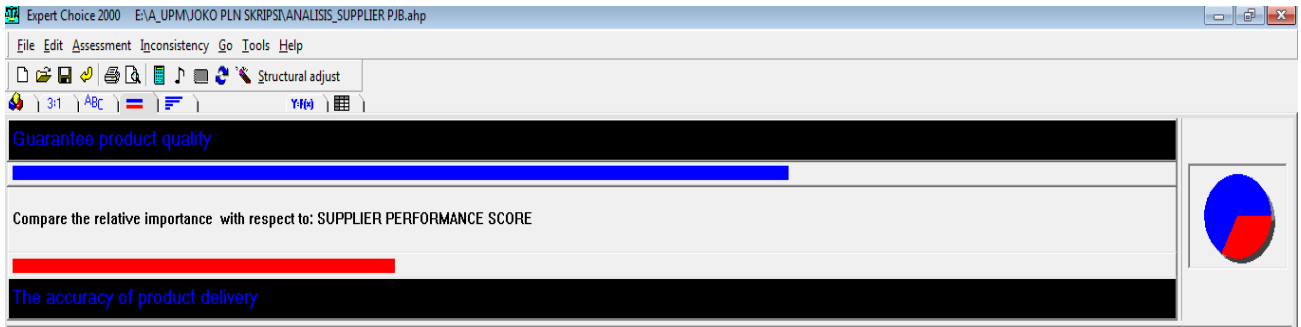 Expert Choice 2000 E:\A_UPM\JOKO PLN SKRIPSI\ANALISIS_SUPPLIER PJB.ahp
File Edit Assessment Inconsistency Go Tools Help
Structural adjust
3:1 ABC Y:F(x)
Guarantee product quality
Compare the relative importance with respect to: SUPPLIER PERFORMANCE SCORE
The accuracy of product delivery